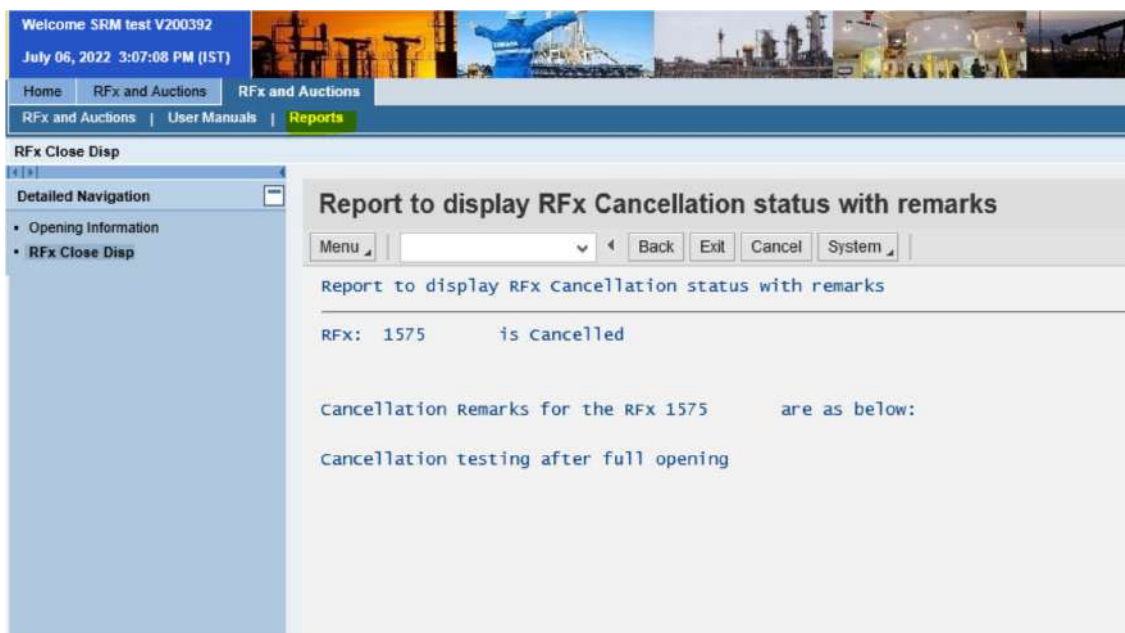 Welcome SRM test V200392
July 06, 2022 3:07:08 PM (IST)
Home RFx and Auctions RFx and Auctions
RFx and Auctions | User Manuals | Reports
RFx Close Disp
Detailed Navigation
• Opening Information
• RFx Close Disp
Report to display RFx Cancellation status with remarks
Menu Back Exit Cancel System
Report to display RFx Cancellation status with remarks
RFx: 1575 is Cancelled
Cancellation Remarks for the RFx 1575 are as below:
Cancellation testing after full opening